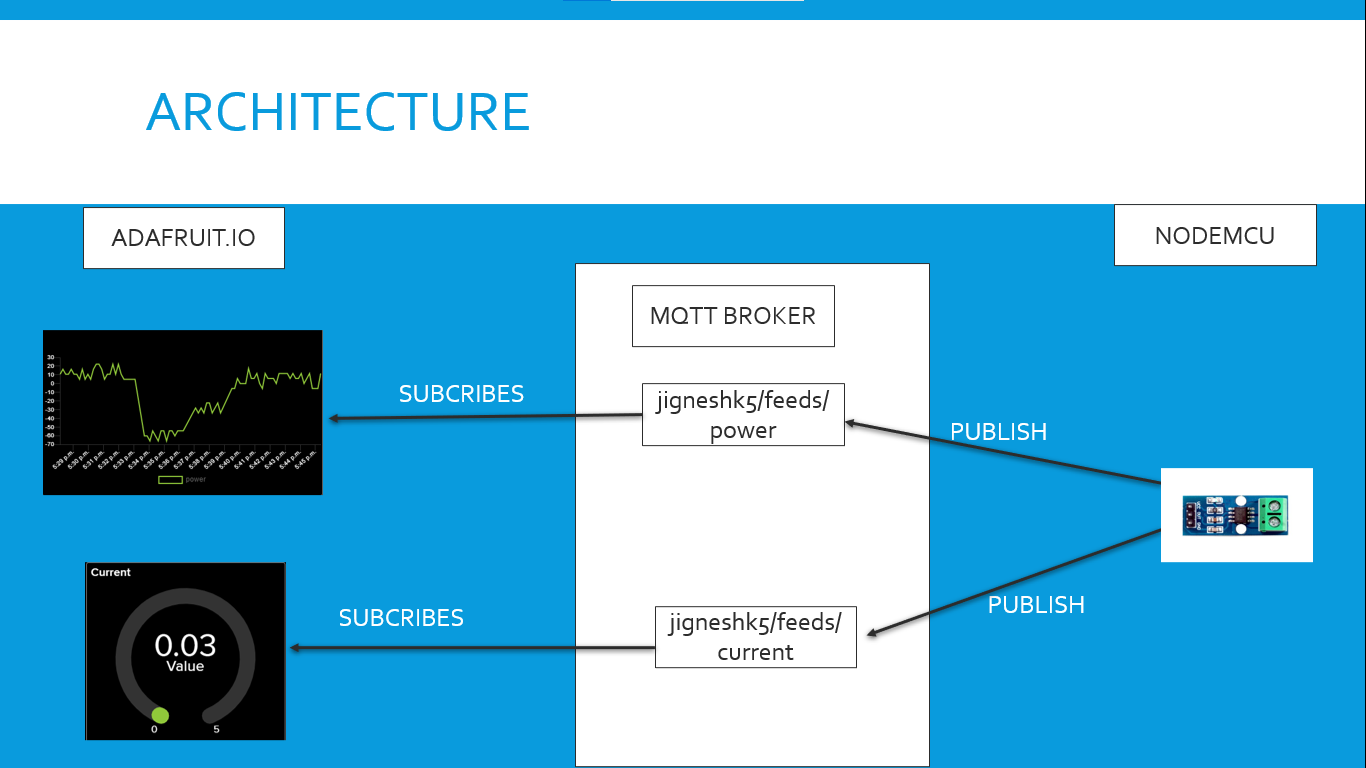 ARCHITECTURE
ADAFRUIT.IO
NODEMCU
MQTT BROKER
SUBCRIBES
jigneshk5/feeds/
power
PUBLISH
30
20
10
0
-10
-20
-30
-40
-50
-60
-70
5:29 p.m.
5:30 p.m.
5:31 p.m.
5:32 p.m.
5:33 p.m.
5:34 p.m.
5:35 p.m.
5:36 p.m.
5:37 p.m.
5:38 p.m.
5:39 p.m.
5:40 p.m.
5:41 p.m.
5:42 p.m.
5:43 p.m.
5:44 p.m.
5:45 p.m.
power
VCC OUT GND
Current
0.03
Value
0
5
SUBCRIBES
jigneshk5/feeds/
current
PUBLISH